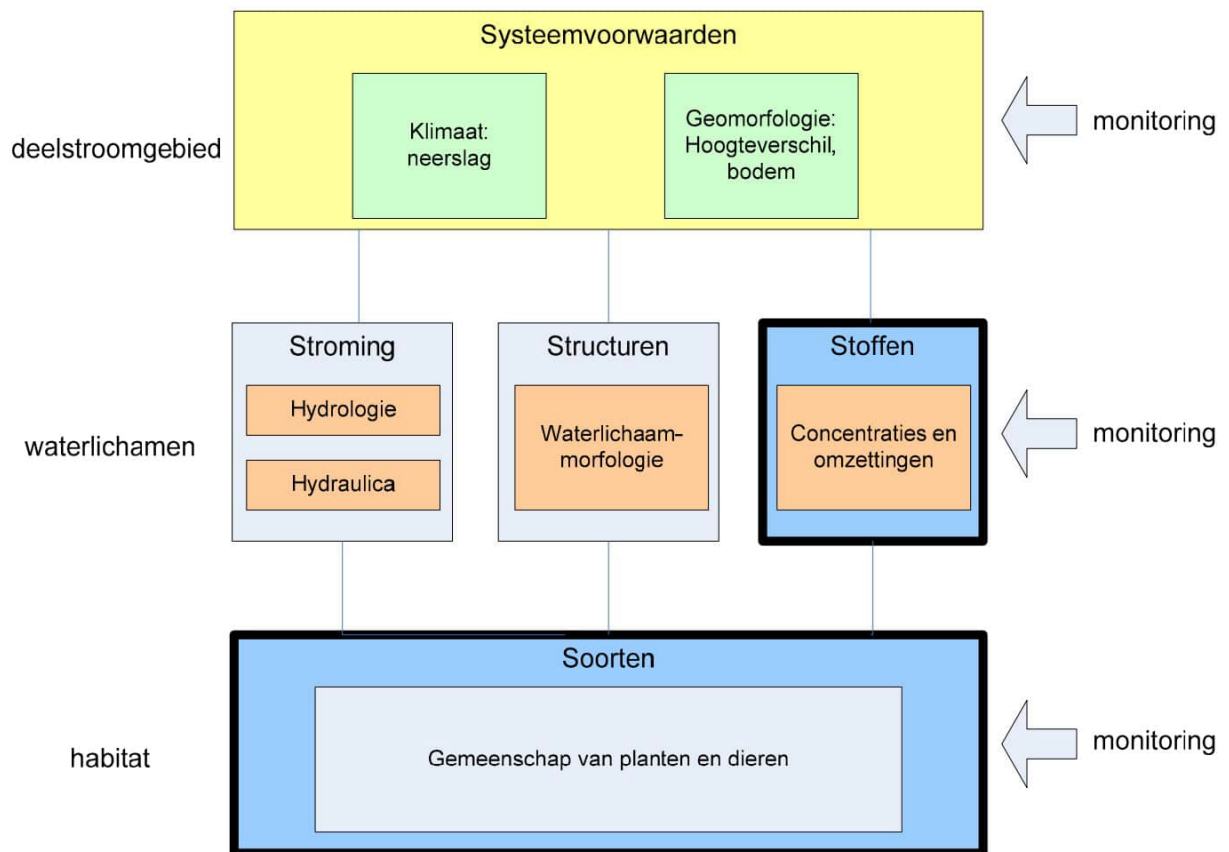 Systeemvoorwaarden
deelstroomgebied
Klimaat:
neerslag
Geomorfologie:
Hoogteverschil,
bodem
monitoring
waterlichamen
Stroming
Hydrologie
Hydraulica
Structuren
Waterlichaam-
morfologie
Stoffen
Concentraties en
omzettingen
monitoring
habitat
Soorten
Gemeenschap van planten en dieren
monitoring